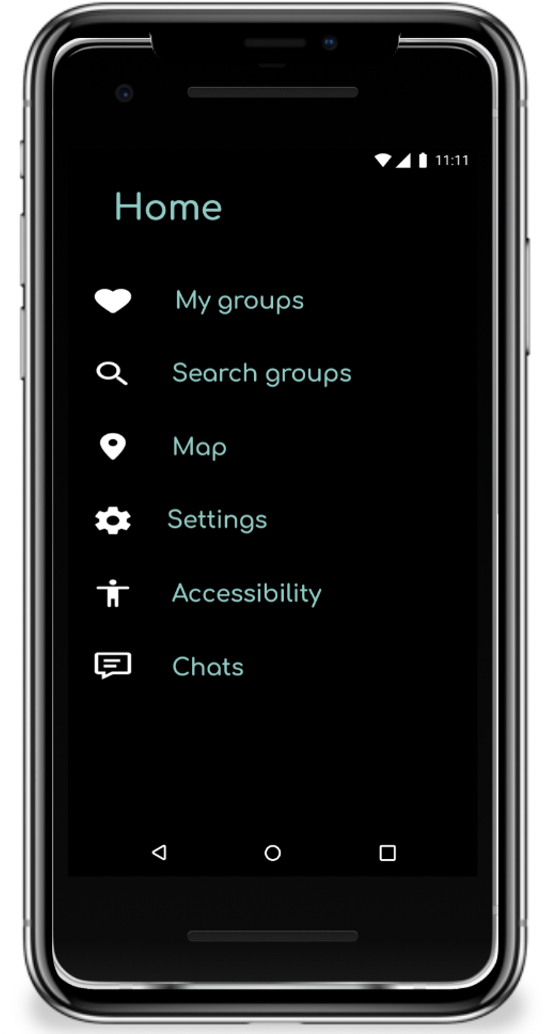 11:11
Home
My groups
Search groups
Map
Settings
Accessibility
Chats